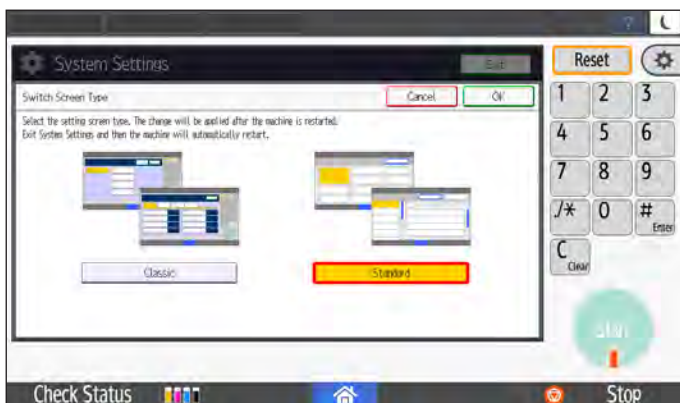 ?
System Settings
Exit
Reset
Switch Screen Type
Cancel
OK
Select the setting screen type. The change will be applied after the machine is restarted.
Exit System Settings and then the machine will automatically restart.
Classic
Standard
1
2
3
4
5
6
7
8
9
./*
0
#
Enter
C
Clear
Start
Check Status
Stop